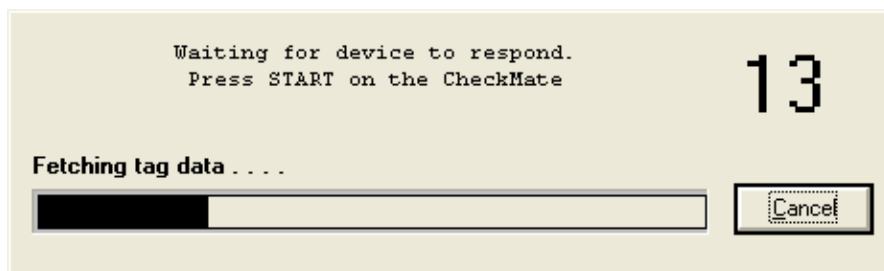 Waiting for device to respond.
Press START on the CheckMate
13
Fetching tag data . . . .
Cancel